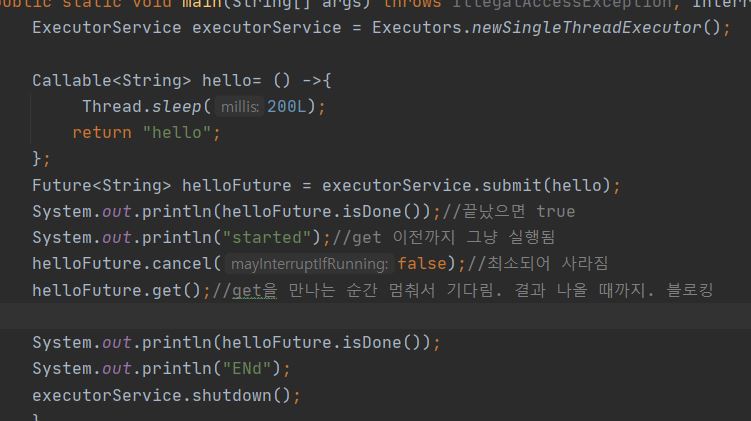 public static void main(String[] args) throws IllegalAccessException, Interr
ExecutorService executorService = Executors.newSingleThreadExecutor();
Callable<String> hello= () ->{
Thread.sleep( millis: 200L);
return "hello";
};
Future<String> helloFuture = executorService.submit(hello);
System.out.println(helloFuture.isDone());//끝났으면 true
System.out.println("started");//get 이전까지 그냥 실행됨
helloFuture.cancel( mayInterruptIfRunning: false);//최소되어 사라짐
helloFuture.get();//get을 만나는 순간 멈춰서 기다림. 결과 나올 때까지. 블로킹
System.out.println(helloFuture.isDone());
System.out.println("ENd");
executorService.shutdown();
}